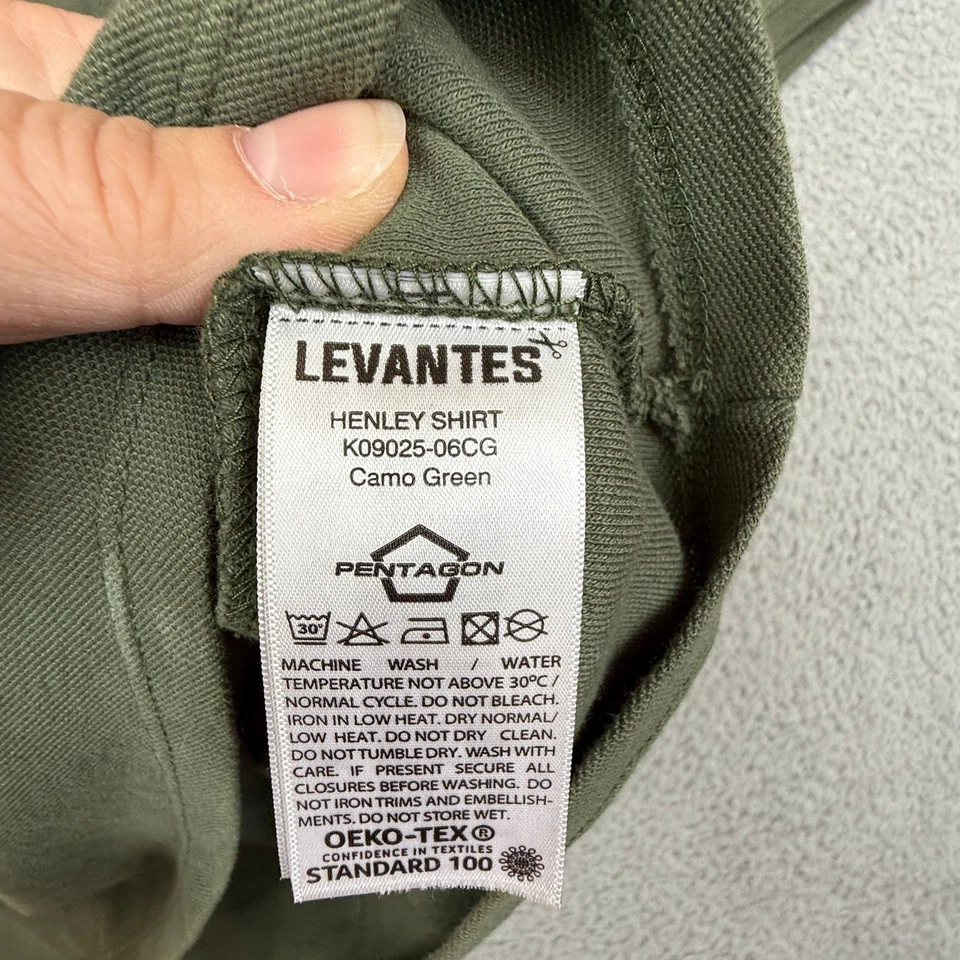 LEVANTES
HENLEY SHIRT
K09025-06CG
Camo Green
PENTAGON
30°
MACHINE WASH / WATER
TEMPERATURE NOT ABOVE 30ºC /
NORMAL CYCLE. DO NOT BLEACH.
IRON IN LOW HEAT. DRY NORMAL/
LOW HEAT. DO NOT DRY CLEAN.
DO NOT TUMBLE DRY. WASH WITH
CARE. IF PRESENT SECURE ALL
CLOSURES BEFORE WASHING. DO
NOT IRON TRIMS AND EMBELLISH-
MENTS. DO NOT STORE WET.
OEKO-TEX®
CONFIDENCE IN TEXTILES
STANDARD 100